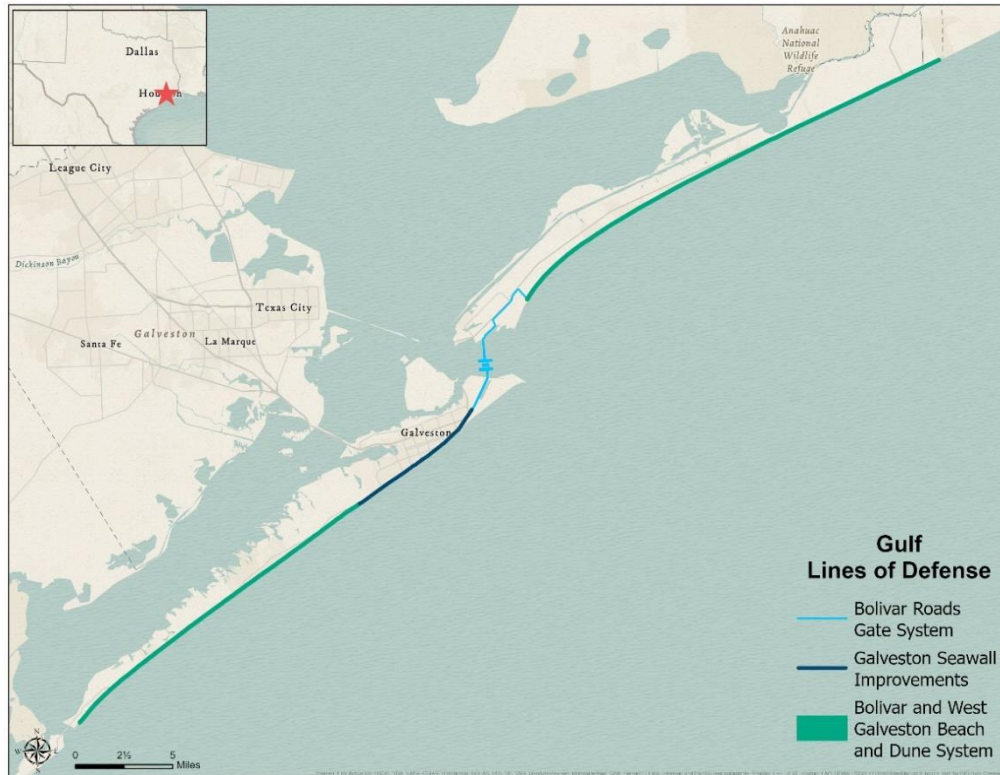 Dallas
Houston
Anahuac
National
Wildlife
Refuge
League City
Dickinson Bayou
Texas City
Galveston
La Marque
Santa Fe
Galveston
Gulf
Lines of Defense
Bolivar Roads
Gate System
Galveston Seawall
Improvements
Bolivar and West
Galveston Beach
and Dune System
N
W
0 2½ 5
Miles